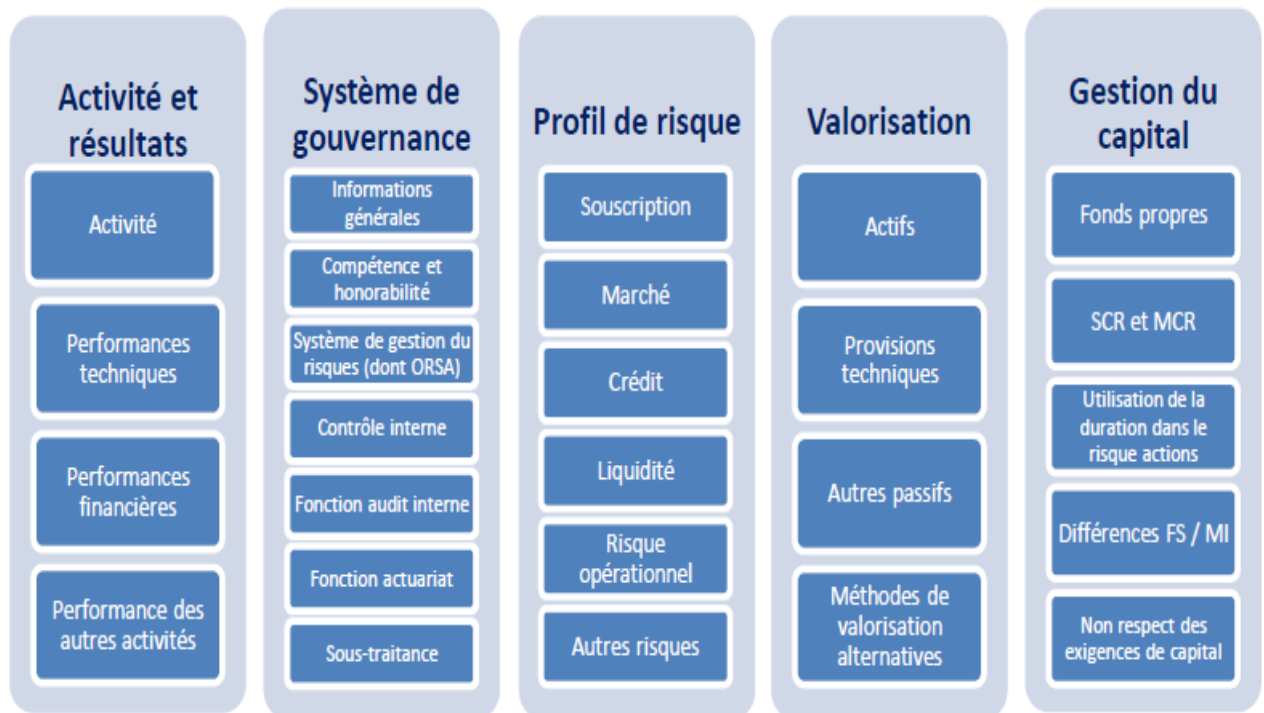 Activité et
résultats
Activité
Performances
techniques
Performances
financières
Performance des
autres activités
Système de
gouvernance
Informations
générales
Compétence et
honorabilité
Système de gestion du
risques (dont ORSA)
Contrôle interne
Fonction audit interne
Fonction actuariat
Sous-traitance
Profil de risque
Souscription
Marché
Crédit
Liquidité
Risque
opérationnel
Autres risques
Valorisation
Actifs
Provisions
techniques
Autres passifs
Méthodes de
valorisation
alternatives
Gestion du
capital
Fonds propres
SCR et MCR
Utilisation de la
duration dans le
risque actions
Différences FS / MI
Non respect des
exigences de capital